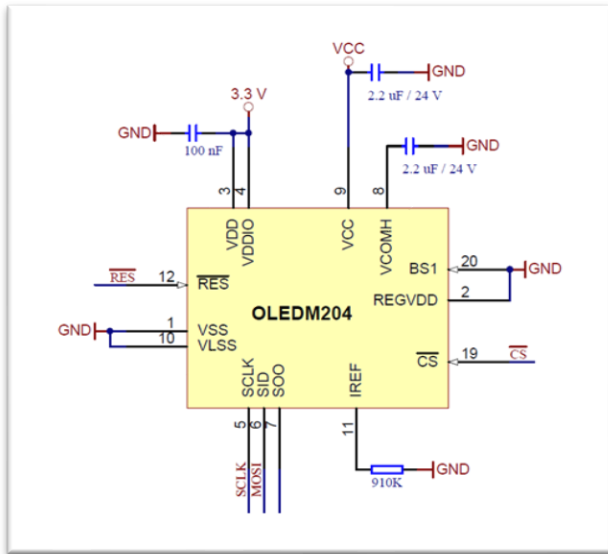 VCC
GND
2.2 uF / 24 V
3.3 V
GND
100 nF
GND
2.2 uF / 24 V
3
4
9
8
VDD
VDDIO
VCC
VCOMH
BS1
20
GND
REGVDD
2
RES
12
RES
OLEDM204
GND
1
VSS
10
VLSS
CS
19
CS
SCLK
SID
SOO
IREF
5
6
7
11
SCLK
MOSI
910K
GND